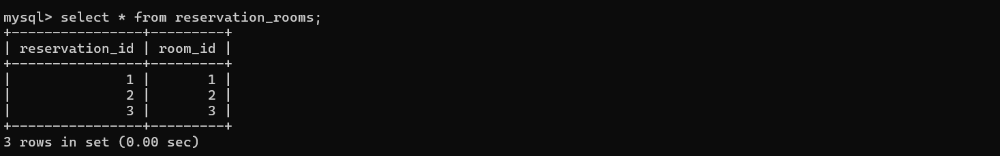 mysql> select * from reservation_rooms;
+----------------+---------+
| reservation_id | room_id |
+----------------+---------+
|              1 |       1 |
|              2 |       2 |
|              3 |       3 |
+----------------+---------+
3 rows in set (0.00 sec)